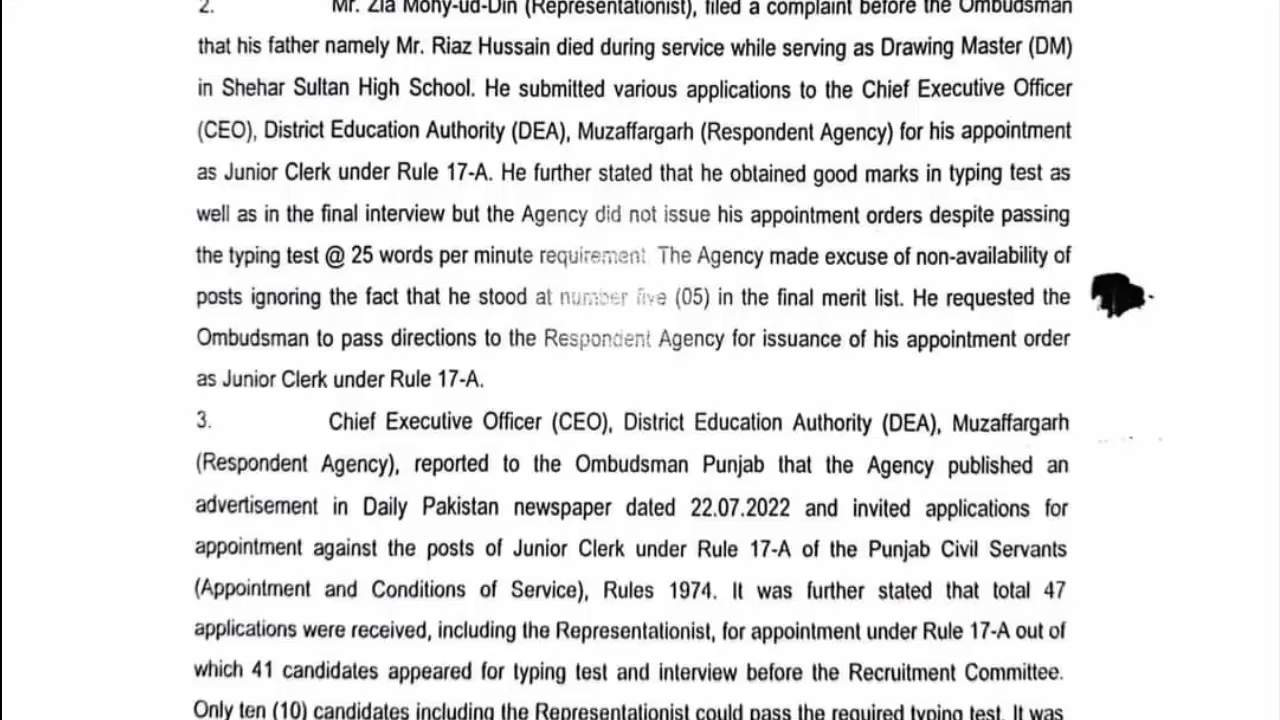 2. Mr. Zia Mohy-ud-Din (Representationist), filed a complaint before the Ombudsman
that his father namely Mr. Riaz Hussain died during service while serving as Drawing Master (DM)
in Shehar Sultan High School. He submitted various applications to the Chief Executive Officer
(CEO), District Education Authority (DEA), Muzaffargarh (Respondent Agency) for his appointment
as Junior Clerk under Rule 17-A. He further stated that he obtained good marks in typing test as
well as in the final interview but the Agency did not issue his appointment orders despite passing
the typing test @ 25 words per minute requirement. The Agency made excuse of non-availability of
posts ignoring the fact that he stood at number five (05) in the final merit list. He requested the
Ombudsman to pass directions to the Respondent Agency for issuance of his appointment order
as Junior Clerk under Rule 17-A.
3. Chief Executive Officer (CEO), District Education Authority (DEA), Muzaffargarh
(Respondent Agency), reported to the Ombudsman Punjab that the Agency published an
advertisement in Daily Pakistan newspaper dated 22.07.2022 and invited applications for
appointment against the posts of Junior Clerk under Rule 17-A of the Punjab Civil Servants
(Appointment and Conditions of Service), Rules 1974. It was further stated that total 47
applications were received, including the Representationist, for appointment under Rule 17-A out of
which 41 candidates appeared for typing test and interview before the Recruitment Committee.
Only ten (10) candidates including the Representationist could pass the required typing test. It was